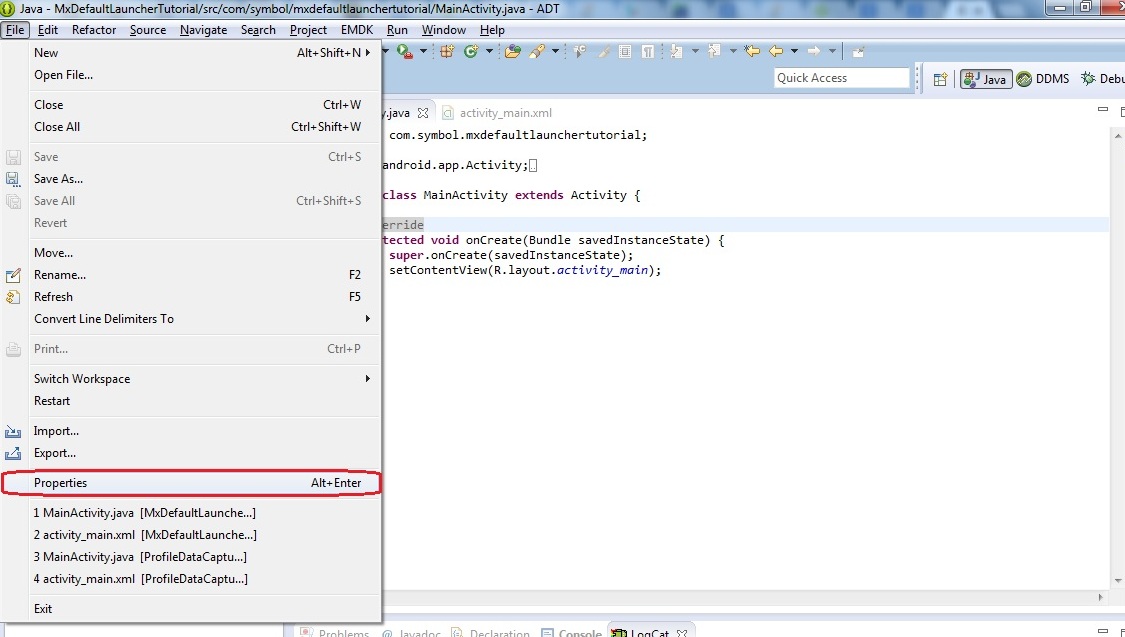 Java - MxDefaultLauncherTutorial/src/com/symbol/mxdefaultlaunchertutorial/MainActivity.java - ADT
File Edit Refactor Source Navigate Search Project EMDK Run Window Help
New Alt+Shift+N
Open File...
Close Ctrl+W
Close All Ctrl+Shift+W
Save Ctrl+S
Save As...
Save All Ctrl+Shift+S
Revert
Move...
Rename... F2
Refresh F5
Convert Line Delimiters To
Print... Ctrl+P
Switch Workspace
Restart
Import...
Export...
Properties Alt+Enter
1 MainActivity.java [MxDefaultLaunche...]
2 activity_main.xml [MxDefaultLaunche...]
3 MainActivity.java [ProfileDataCaptu...]
4 activity_main.xml [ProfileDataCaptu...]
Exit
Quick Access
Java DDMS Debu
y.java activity_main.xml
com.symbol.mxdefaultlaunchertutorial;
android.app.Activity;
class MainActivity extends Activity {
erride
tected void onCreate(Bundle savedInstanceState) {
super.onCreate(savedInstanceState);
setContentView(R.layout.activity_main);
Problems @ Javadoc Declaration Console LogCat